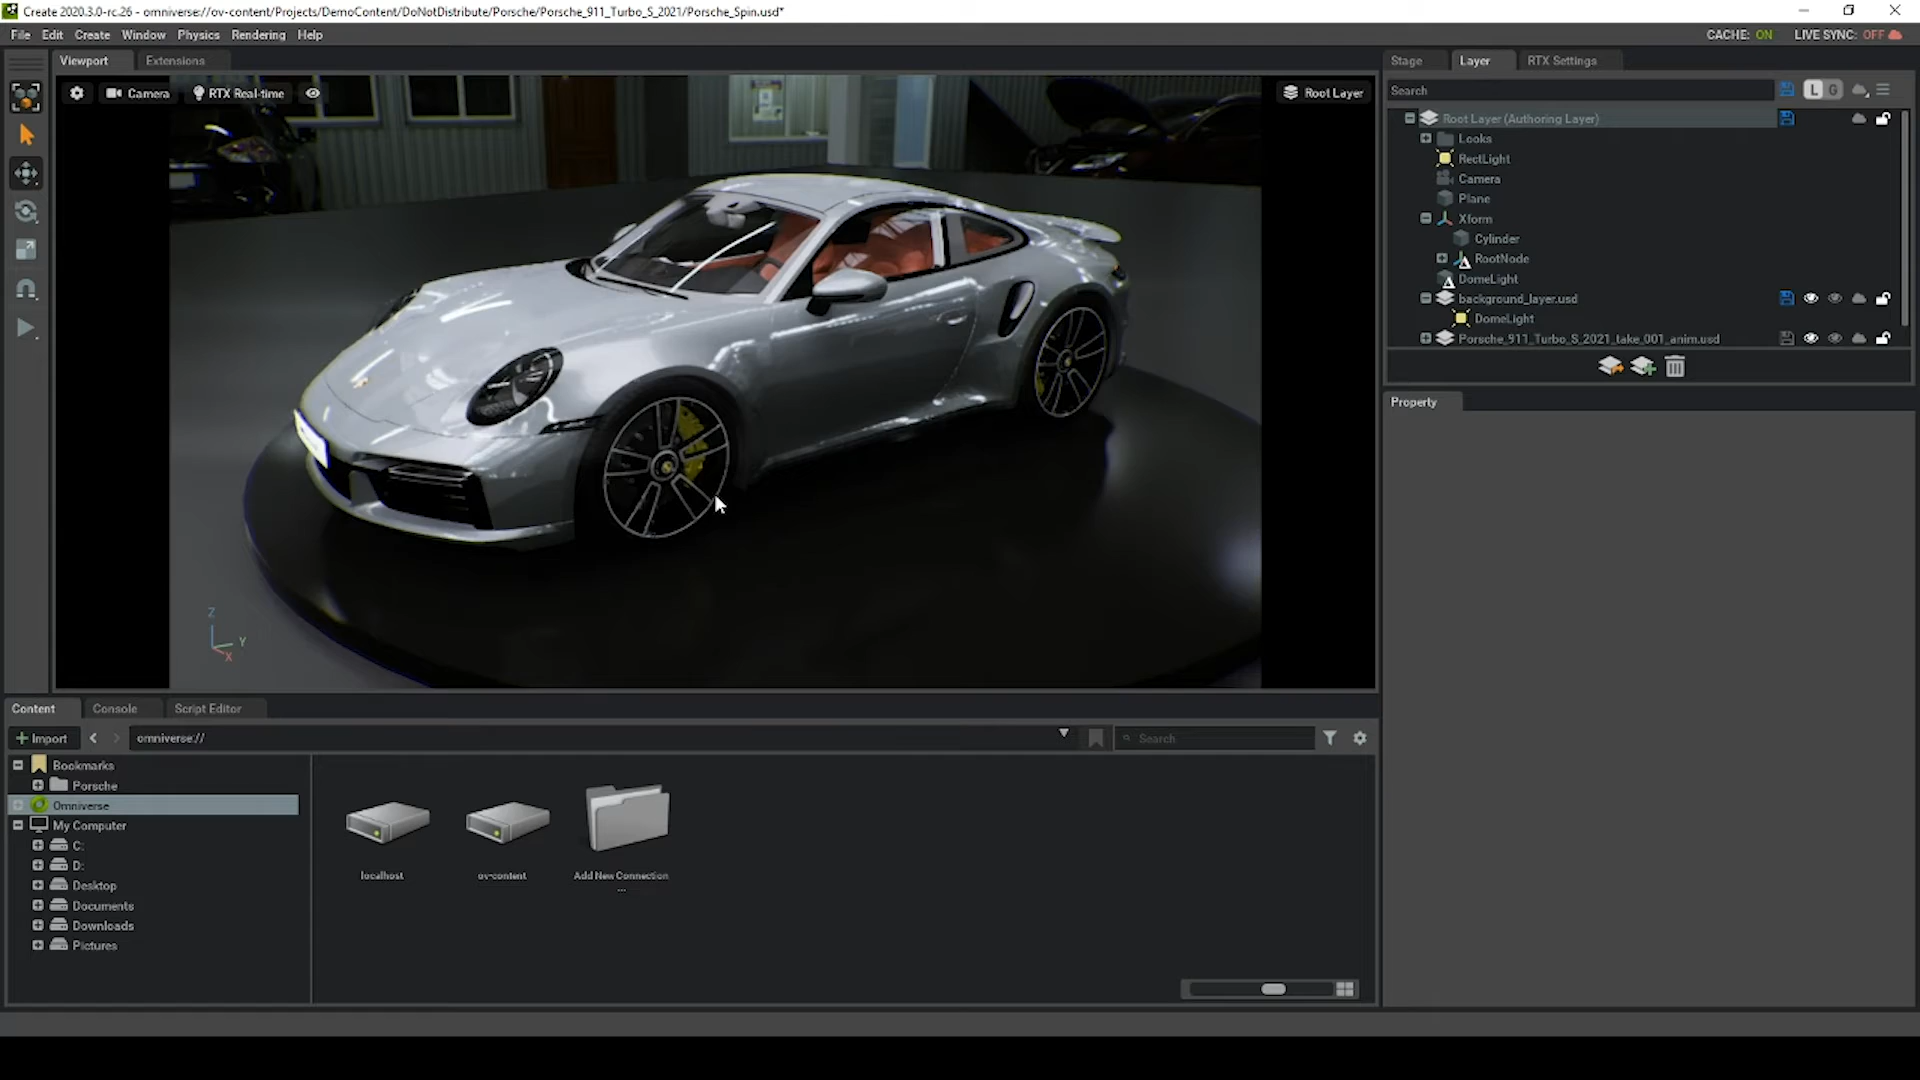 Create 2020.3.0-rc.26 - omniverse://ov-content/Projects/DemoContent/DoNotDistribute/Porsche/Porsche_911_Turbo_S_2021/Porsche_Spin.usd*
File Edit Create Window Physics Rendering Help
CACHE: ON LIVE SYNC: OFF
Viewport Extensions
Stage Layer RTX Settings
Camera RTX Real-time Root Layer
Search L G
Root Layer (Authoring Layer)
Looks
RectLight
Camera
Plane
Xform
Cylinder
RootNode
DomeLight
background_layer.usd
DomeLight
Porsche_911_Turbo_S_2021_take_001_anim.usd
Property
Z
Y
X
Content Console Script Editor
+ Import omniverse:// Search
Bookmarks
Porsche
Omniverse
My Computer
C:
D:
Desktop
Documents
Downloads
Pictures
localhost
ov-content
Add New Connection
...